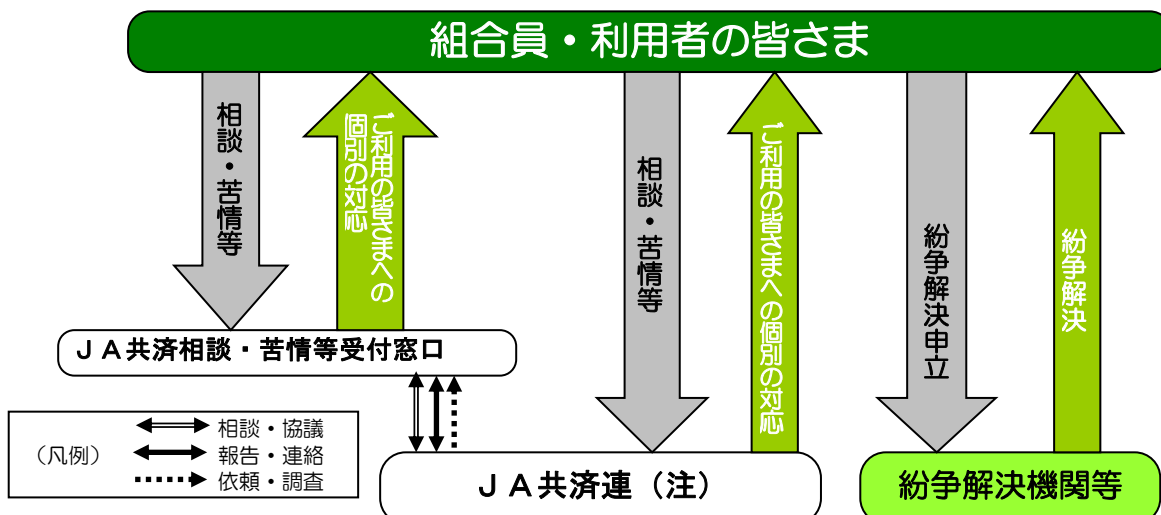 組合員・利用者の皆さま
相談・苦情等
ご利用の皆さまへの
個別の対応
相談・苦情等
ご利用の皆さまへの個別の対応
紛争解決申立
紛争解決
ＪＡ共済相談・苦情等受付窓口
（凡例）
相談・協議
報告・連絡
依頼・調査
ＪＡ共済連（注）
紛争解決機関等